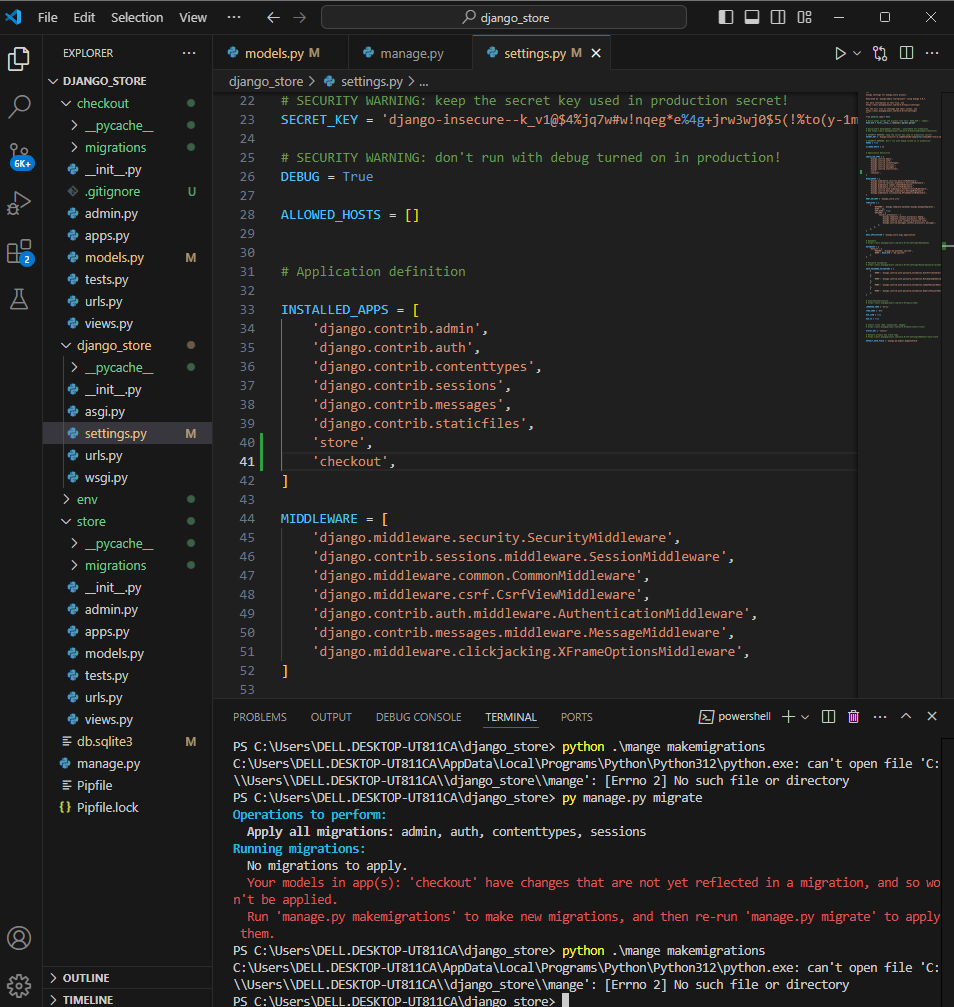 File Edit Selection View ··· django_store
EXPLORER ···
DJANGO_STORE
checkout
__pycache__
migrations
__init__.py
.gitignore U
admin.py
apps.py
models.py M
tests.py
urls.py
views.py
django_store
__pycache__
__init__.py
asgi.py
settings.py M
urls.py
wsgi.py
env
store
__pycache__
migrations
__init__.py
admin.py
apps.py
models.py
tests.py
urls.py
views.py
db.sqlite3 M
manage.py
Pipfile
{} Pipfile.lock
OUTLINE
TIMELINE
6K+
2
models.py M manage.py settings.py M
django_store > settings.py > ...
22 # SECURITY WARNING: keep the secret key used in production secret!
23 SECRET_KEY = 'django-insecure--k_v1@$4%jq7w#w!nqeg*e%4g+jrw3wj0$5(!%to(y-1m
24
25 # SECURITY WARNING: don't run with debug turned on in production!
26 DEBUG = True
27
28 ALLOWED_HOSTS = []
29
30
31 # Application definition
32
33 INSTALLED_APPS = [
34 'django.contrib.admin',
35 'django.contrib.auth',
36 'django.contrib.contenttypes',
37 'django.contrib.sessions',
38 'django.contrib.messages',
39 'django.contrib.staticfiles',
40 'store',
41 'checkout',
42 ]
43
44 MIDDLEWARE = [
45 'django.middleware.security.SecurityMiddleware',
46 'django.contrib.sessions.middleware.SessionMiddleware',
47 'django.middleware.common.CommonMiddleware',
48 'django.middleware.csrf.CsrfViewMiddleware',
49 'django.contrib.auth.middleware.AuthenticationMiddleware',
50 'django.contrib.messages.middleware.MessageMiddleware',
51 'django.middleware.clickjacking.XFrameOptionsMiddleware',
52 ]
53
PROBLEMS OUTPUT DEBUG CONSOLE TERMINAL PORTS powershell
PS C:\Users\DELL.DESKTOP-UT811CA\django_store> python .\mange makemigrations
C:\Users\DELL.DESKTOP-UT811CA\AppData\Local\Programs\Python\Python312\python.exe: can't open file 'C:
\\Users\\DELL.DESKTOP-UT811CA\\django_store\\mange': [Errno 2] No such file or directory
PS C:\Users\DELL.DESKTOP-UT811CA\django_store> py manage.py migrate
Operations to perform:
Apply all migrations: admin, auth, contenttypes, sessions
Running migrations:
No migrations to apply.
Your models in app(s): 'checkout' have changes that are not yet reflected in a migration, and so wo
n't be applied.
Run 'manage.py makemigrations' to make new migrations, and then re-run 'manage.py migrate' to apply
them.
PS C:\Users\DELL.DESKTOP-UT811CA\django_store> python .\mange makemigrations
C:\Users\DELL.DESKTOP-UT811CA\AppData\Local\Programs\Python\Python312\python.exe: can't open file 'C:
\\Users\\DELL.DESKTOP-UT811CA\\django_store\\mange': [Errno 2] No such file or directory
PS C:\Users\DELL.DESKTOP-UT811CA\django_store>